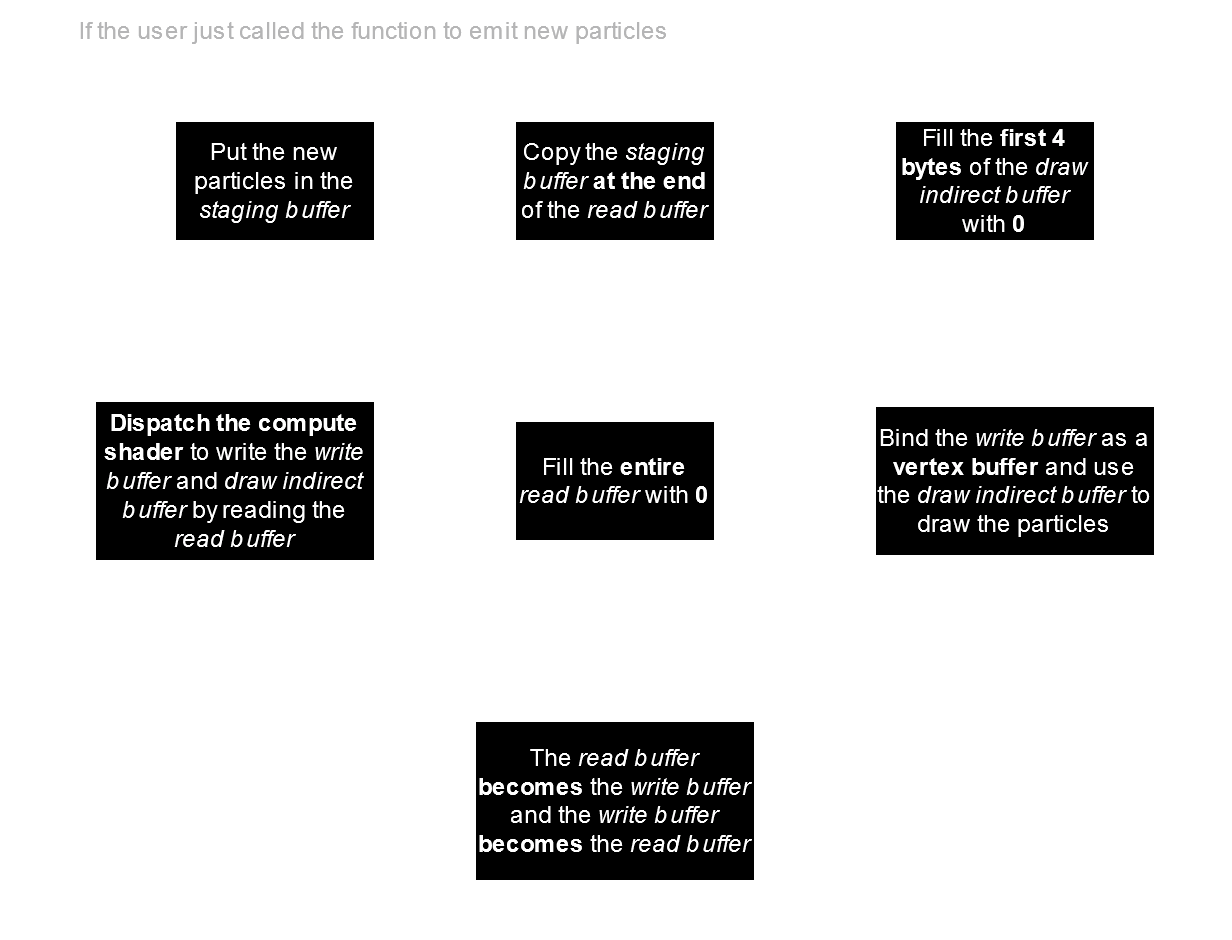 If the user just called the function to emit new particles
Put the new
particles in the
staging buffer
Copy the staging
buffer at the end
of the read buffer
Fill the first 4
bytes of the draw
indirect buffer
with 0
Dispatch the compute
shader to write the write
buffer and draw indirect
buffer by reading the
read buffer
Fill the entire
read buffer with 0
Bind the write buffer as a
vertex buffer and use
the draw indirect buffer to
draw the particles
The read buffer
becomes the write buffer
and the write buffer
becomes the read buffer